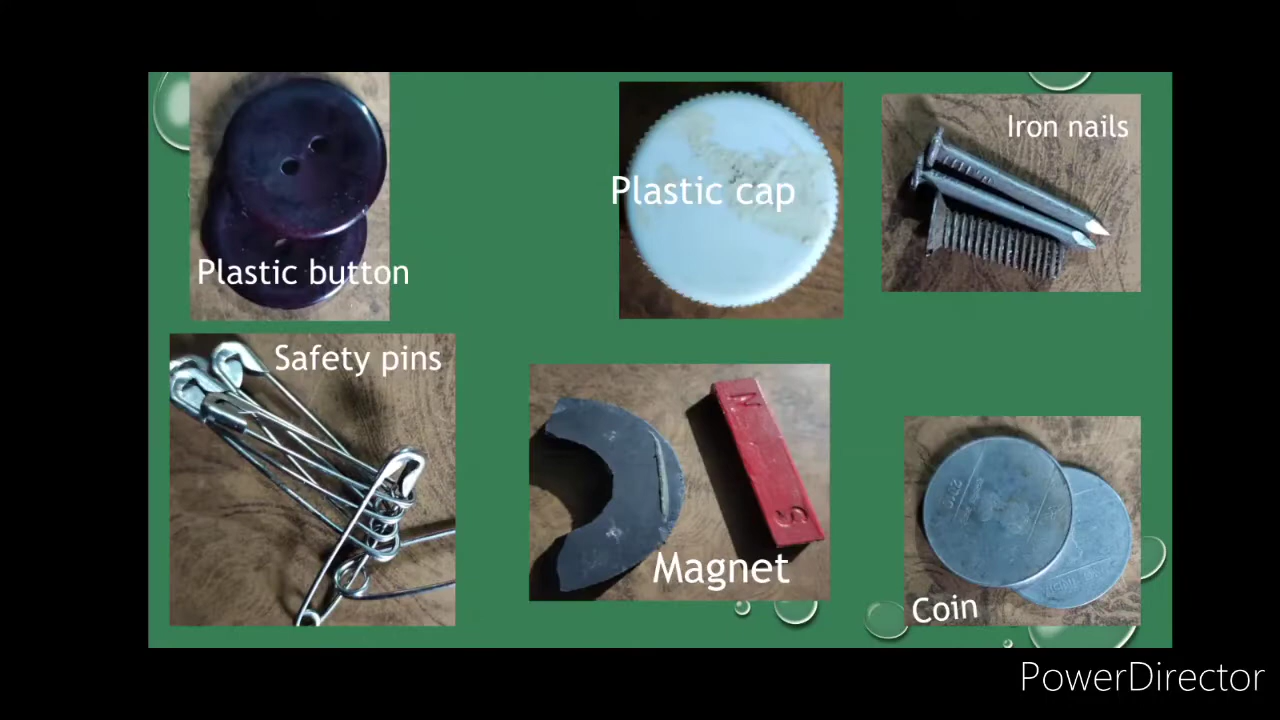 Plastic button
Plastic cap
Iron nails
Safety pins
N
S
Magnet
Coin
PowerDirector